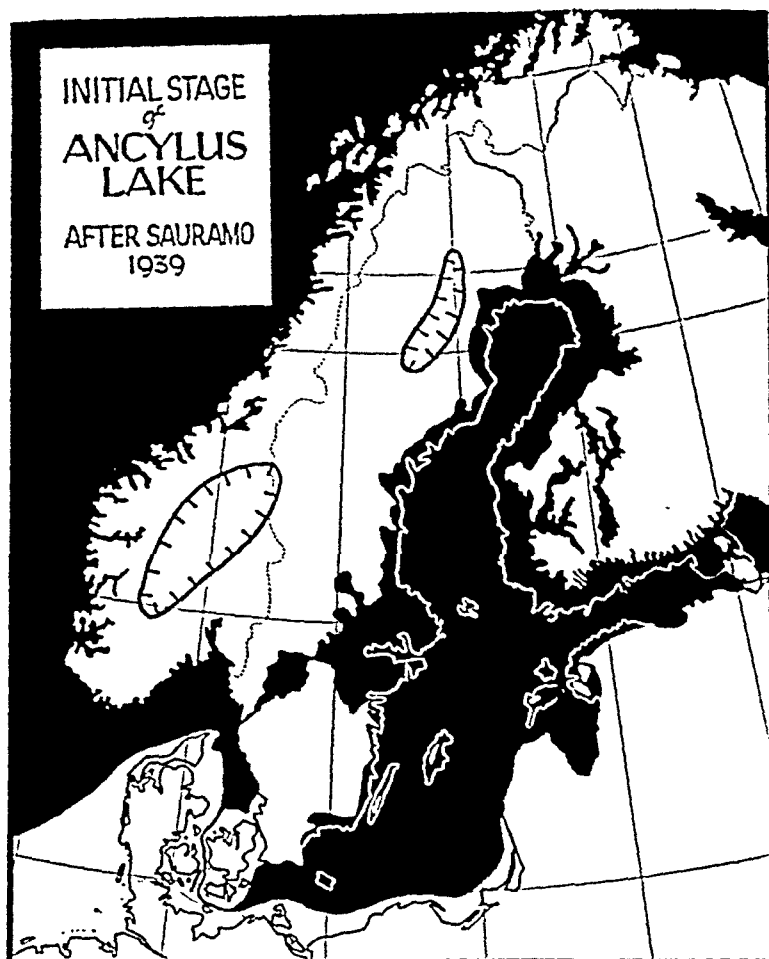 INITIAL STAGE
of
ANCYLUS
LAKE
AFTER SAURAMO
1939